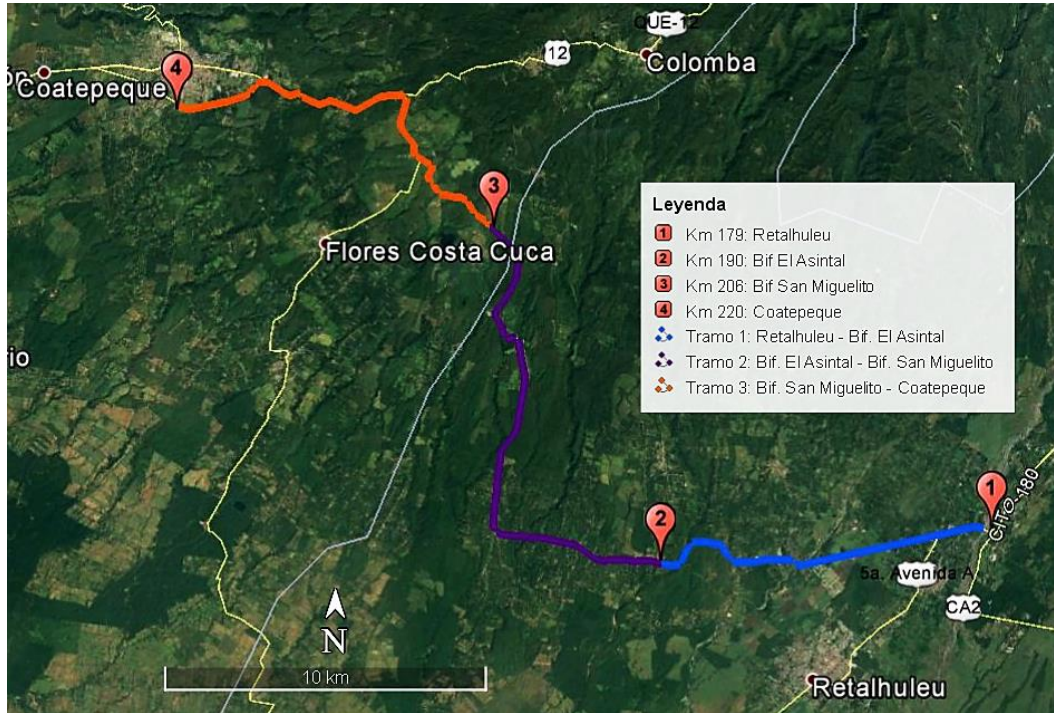 QUE-12
12
Colomba
4
Coatepeque
3
Flores Costa Cuca
Leyenda
1 Km 179: Retalhuleu
2 Km 190: Bif El Asintal
3 Km 206: Bif San Miguelito
4 Km 220: Coatepeque
Tramo 1: Retalhuleu - Bif. El Asintal
Tramo 2: Bif. El Asintal - Bif. San Miguelito
Tramo 3: Bif. San Miguelito - Coatepeque
rio
1
2
CITO-180
5a. Avenida A
CA2
N
10 km
Retalhuleu